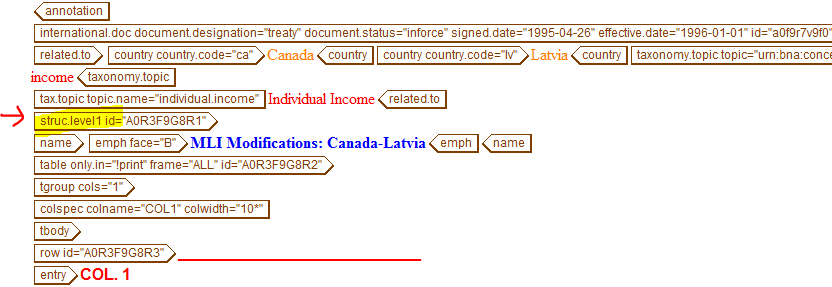 annotation
international.doc document.designation="treaty" document.status="inforce" signed.date="1995-04-26" effective.date="1996-01-01" id="a0f9r7v9f0"
related.to country country.code="ca" Canada country country country.code="lv" Latvia country taxonomy.topic topic="urn:bna:conce
income taxonomy.topic
tax.topic topic.name="individual.income" Individual Income related.to
struc.level1 id="A0R3F9G8R1"
name emph face="B" MLI Modifications: Canada-Latvia emph name
table only.in="!print" frame="ALL" id="A0R3F9G8R2"
tgroup cols="1"
colspec colname="COL1" colwidth="10*"
tbody
row id="A0R3F9G8R3"
entry COL. 1